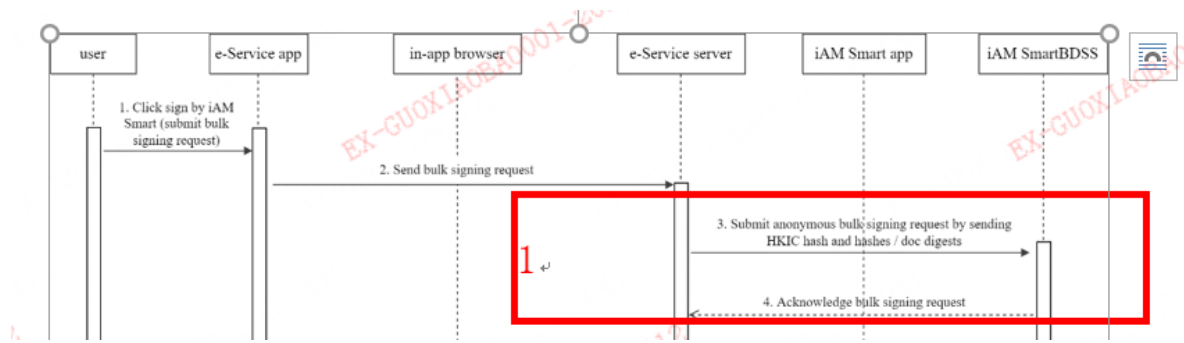 user
e-Service app
in-app browser
e-Service server
iAM Smart app
iAM SmartBDSS
1. Click sign by iAM
Smart (submit bulk
signing request)
2. Send bulk signing request
3. Submit anonymous bulk signing request by sending
HKIC hash and hashes / doc digests
1
4. Acknowledge bulk signing request